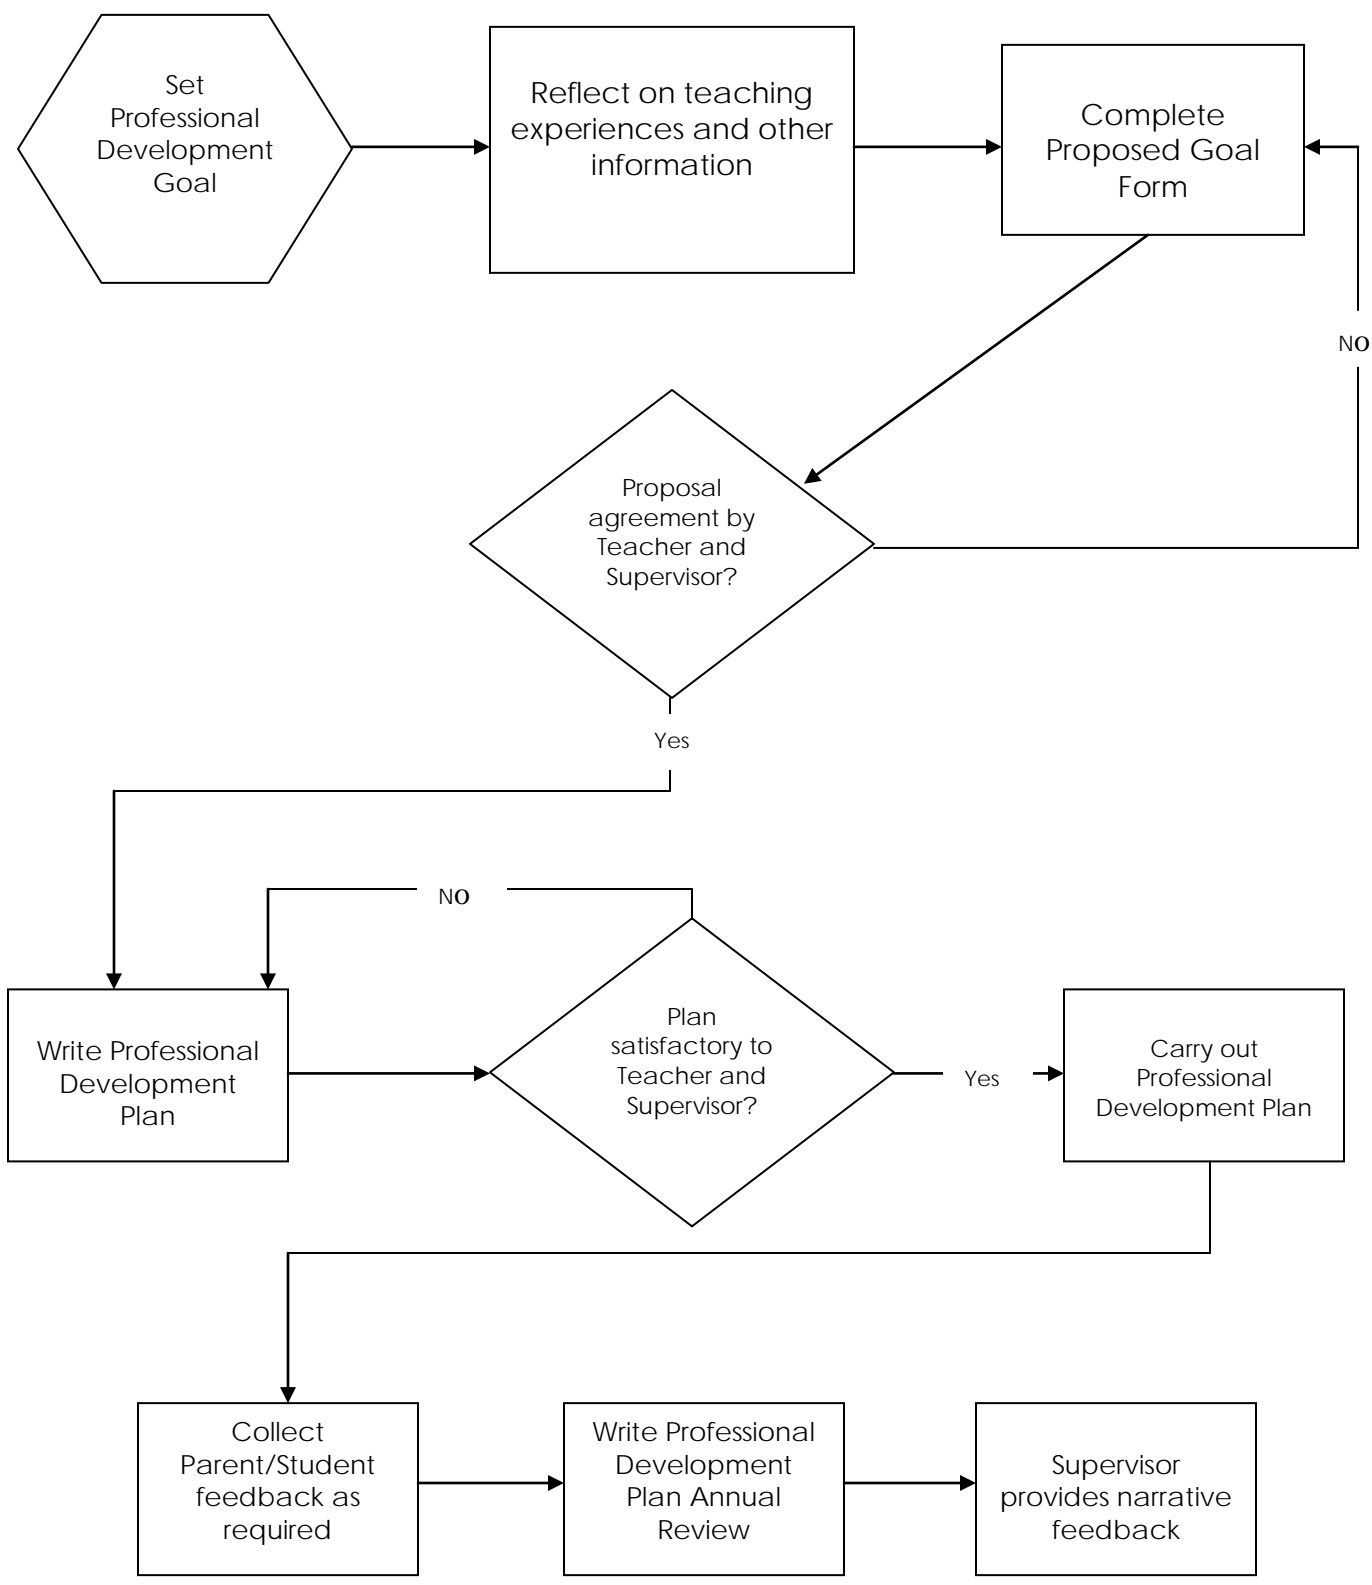 Set
Professional
Development
Goal
Reflect on teaching
experiences and other
information
Complete
Proposed Goal
Form
NO
Proposal
agreement by
Teacher and
Supervisor?
Yes
NO
Write Professional
Development
Plan
Plan
satisfactory to
Teacher and
Supervisor?
Yes
Carry out
Professional
Development Plan
Collect
Parent/Student
feedback as
required
Write Professional
Development
Plan Annual
Review
Supervisor
provides narrative
feedback